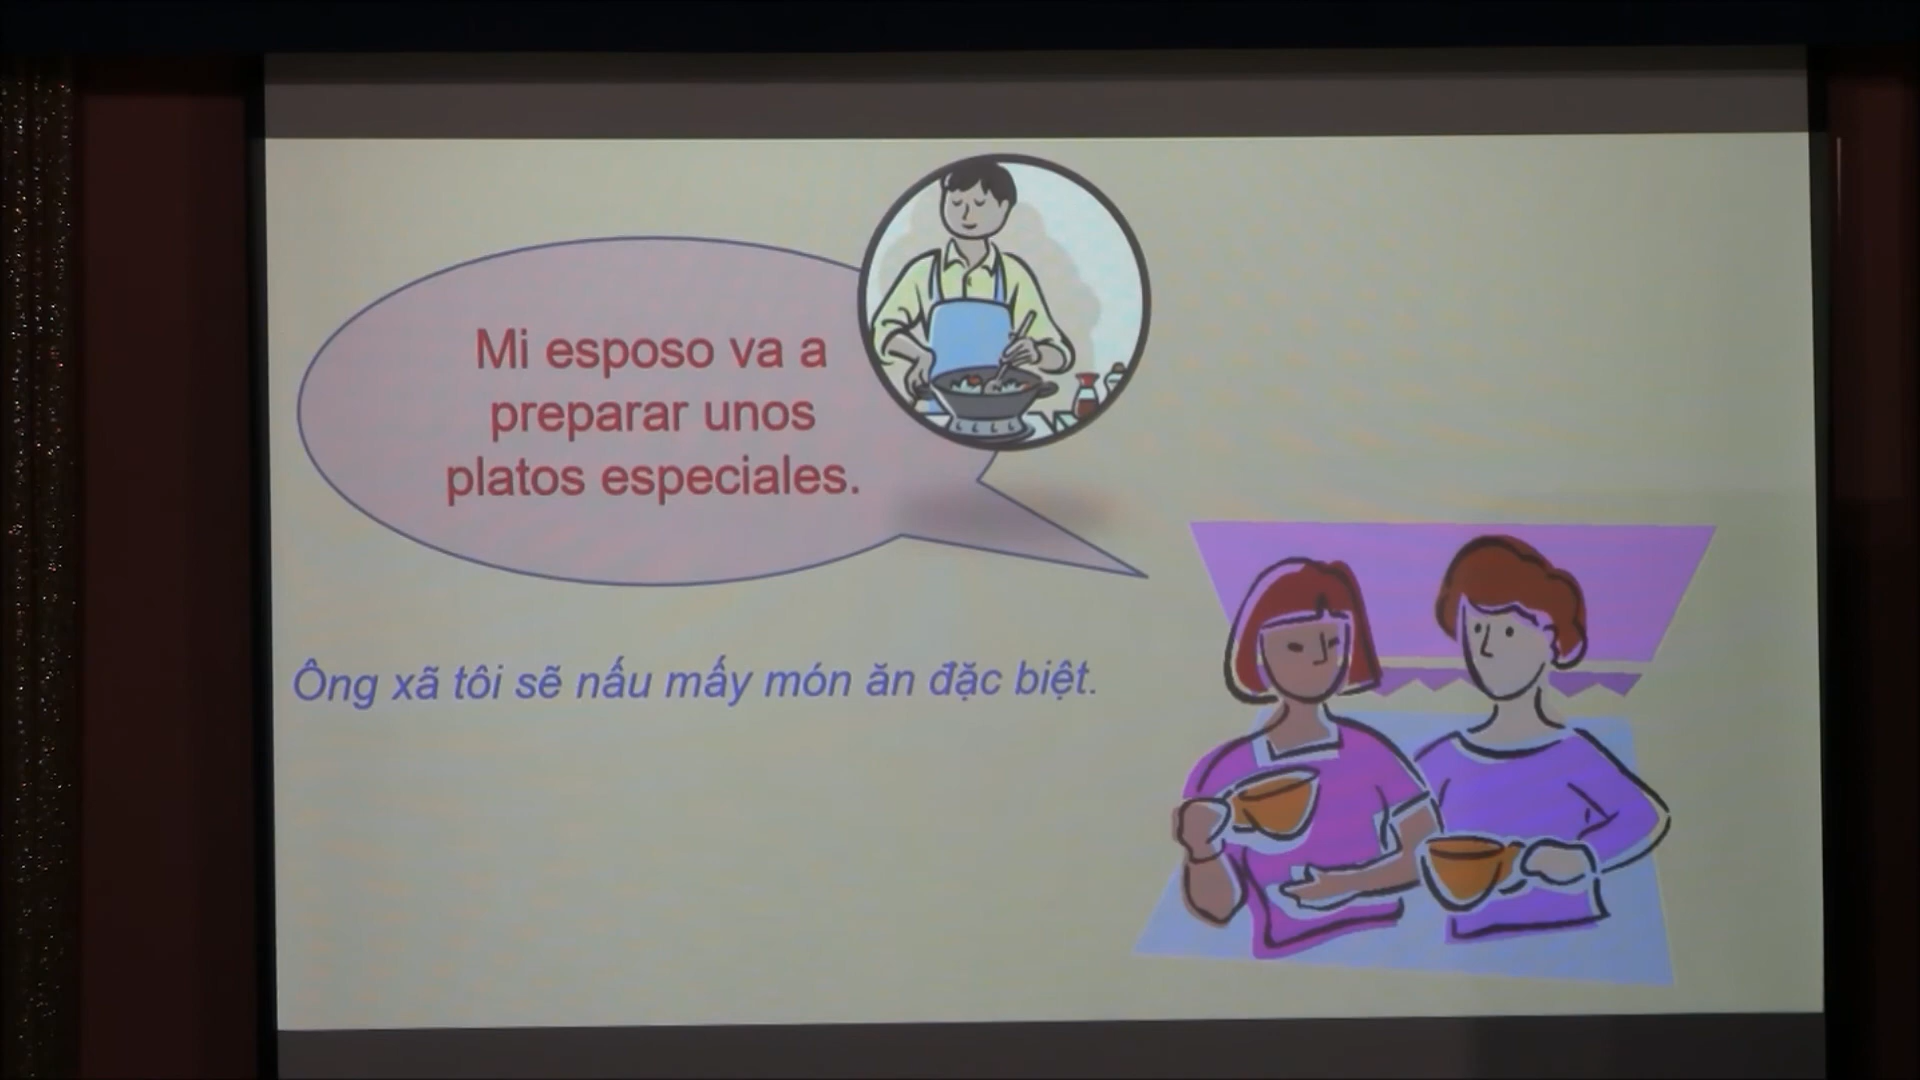 Mi esposo va a
preparar unos
platos especiales.
Ông xã tôi sẽ nấu mấy món ăn đặc biệt.